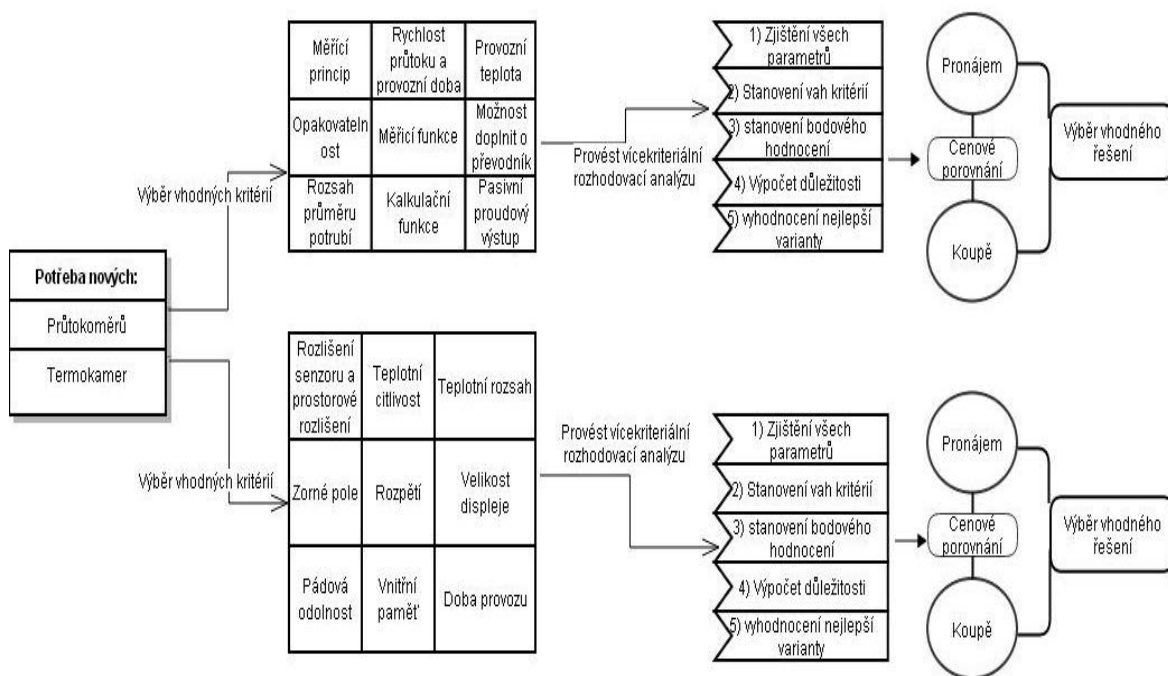 Potřeba nových:
Průtokoměrů
Termokamer
Výběr vhodných kritérií
Měřící
princip
Rychlost
průtoku a
provozní doba
Provozní
teplota
Opakovateln
ost
Měřicí funkce
Možnost
doplnit o
převodník
Rozsah
průměru
potrubí
Kalkulační
funkce
Pasivní
proudový
výstup
Provést vícekriteriální
rozhodovací analýzu
1) Zjištění všech
parametrů
2) Stanovení vah kritérií
3) stanovení bodového
hodnocení
4) Výpočet důležitosti
5) vyhodnocení nejlepší
varianty
Pronájem
Cenové
porovnání
Koupě
Výběr vhodného
řešení
Výběr vhodných kritérií
Rozlišení
senzoru a
prostorové
rozlišení
Teplotní
citlivost
Teplotní rozsah
Zorné pole
Rozpětí
Velikost
displeje
Pádová
odolnost
Vnitřní
paměť
Doba provozu
Provést vícekriteriální
rozhodovací analýzu
1) Zjištění všech
parametrů
2) Stanovení vah kritérií
3) stanovení bodového
hodnocení
4) Výpočet důležitosti
5) vyhodnocení nejlepší
varianty
Pronájem
Cenové
porovnání
Koupě
Výběr vhodného
řešení